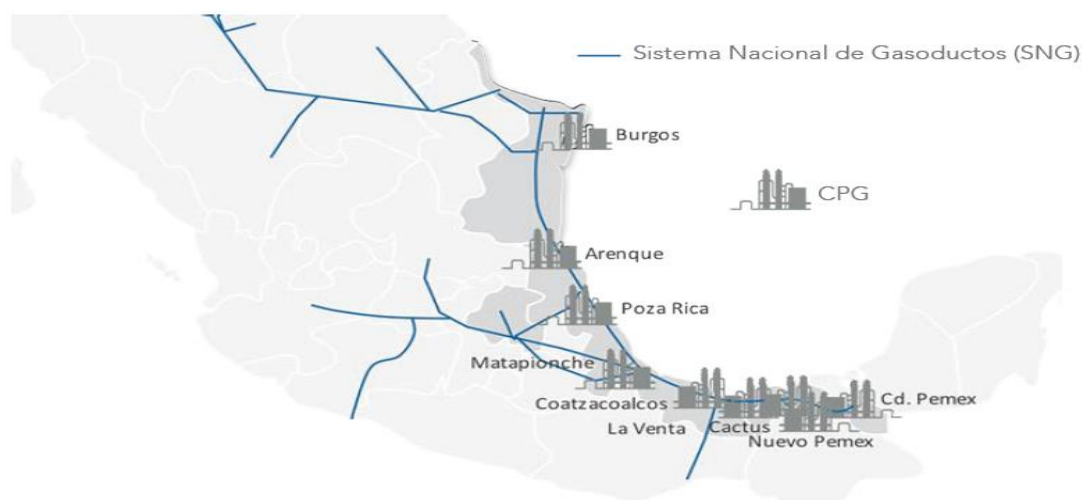 Sistema Nacional de Gasoductos (SNG)
Burgos
CPG
Arenque
Poza Rica
Matapionche
Coatzacoalcos
Cd. Pemex
La Venta
Cactus
Nuevo Pemex